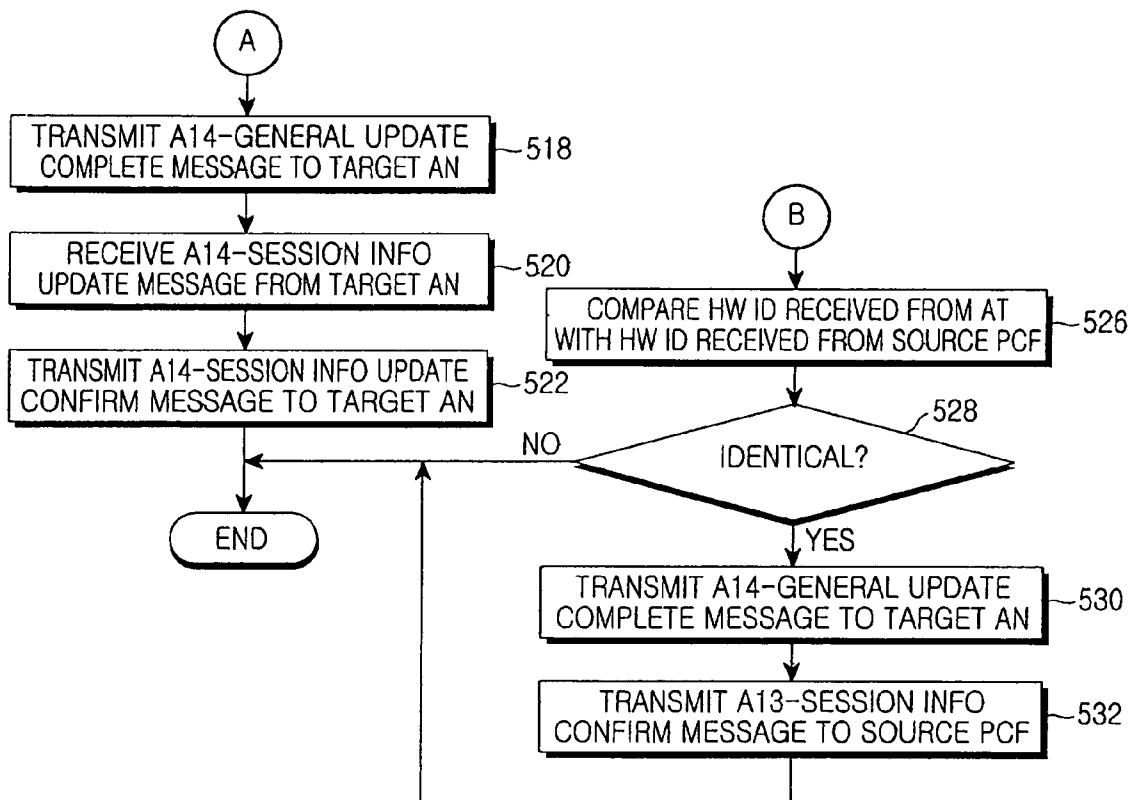 A
TRANSMIT A14-GENERAL UPDATE
COMPLETE MESSAGE TO TARGET AN
518
RECEIVE A14-SESSION INFO
UPDATE MESSAGE FROM TARGET AN
520
TRANSMIT A14-SESSION INFO UPDATE
CONFIRM MESSAGE TO TARGET AN
522
END
B
COMPARE HW ID RECEIVED FROM AT
WITH HW ID RECEIVED FROM SOURCE PCF
526
528
IDENTICAL?
NO
YES
TRANSMIT A14-GENERAL UPDATE
COMPLETE MESSAGE TO TARGET AN
530
TRANSMIT A13-SESSION INFO
CONFIRM MESSAGE TO SOURCE PCF
532